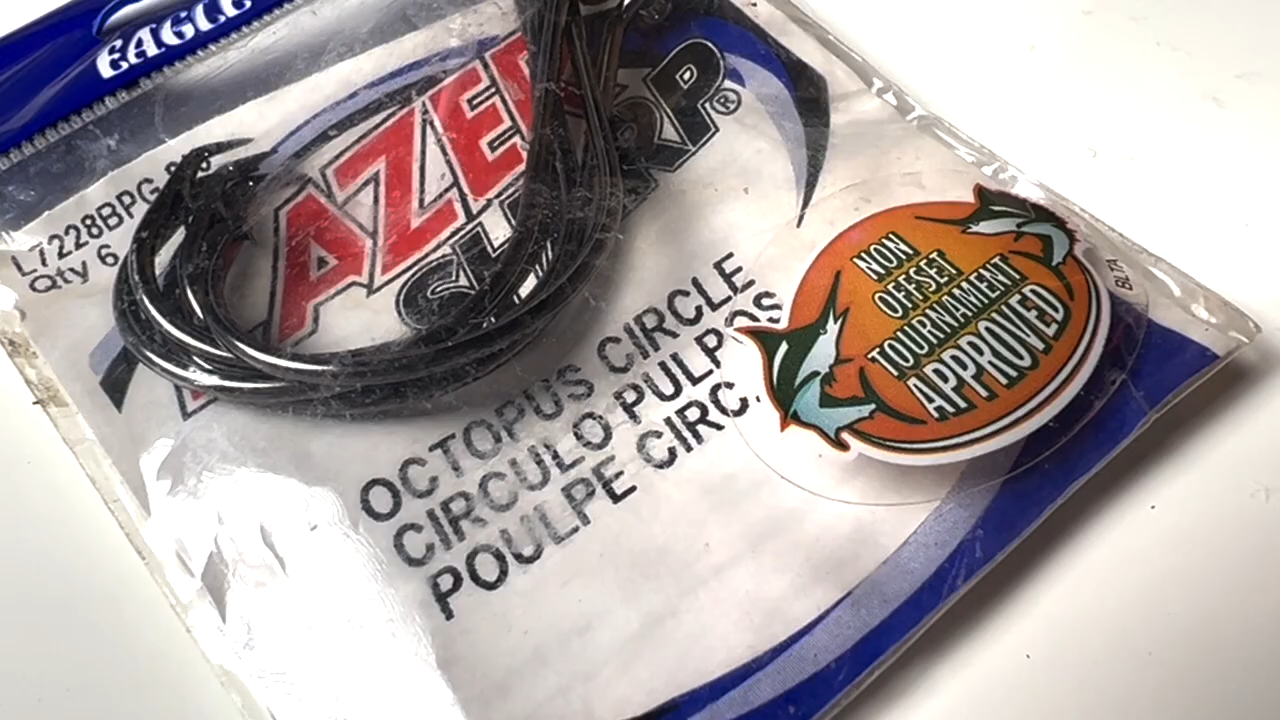 EAGLE
L7228BPG
Qty 6
OCTOPUS CIRCLE
CIRCULO PULPOS
POULPE CIRC.
NON
OFFSET
TOURNAMENT
APPROVED
BLTA